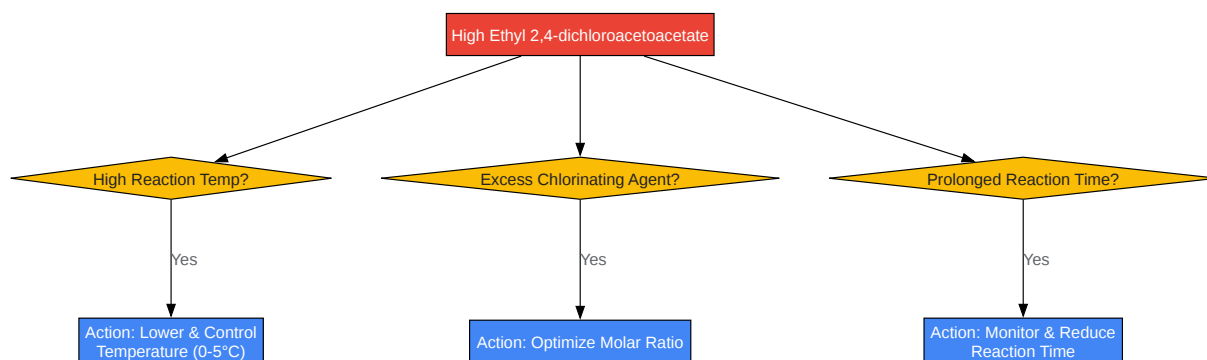 High Ethyl 2,4-dichloroacetoacetate
High Reaction Temp?
Excess Chlorinating Agent?
Prolonged Reaction Time?
Yes
Yes
Yes
Action: Lower & Control
Temperature (0-5°C)
Action: Optimize Molar Ratio
Action: Monitor & Reduce
Reaction Time